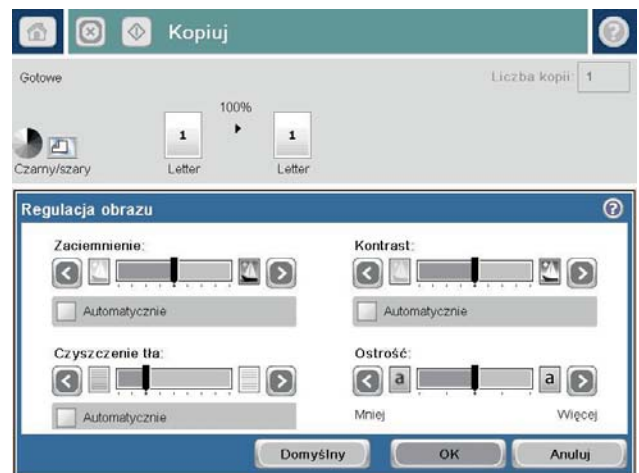 Kopiuj
Gotowe
Liczba kopii: 1
100%
1 1
Czarny/szary Letter Letter
Regulacja obrazu
Zaciemnienie: Kontrast:
Automatycznie Automatycznie
Czyszczenie tła: Ostrość:
a a
Automatycznie Mniej Więcej
Domyślny OK Anuluj